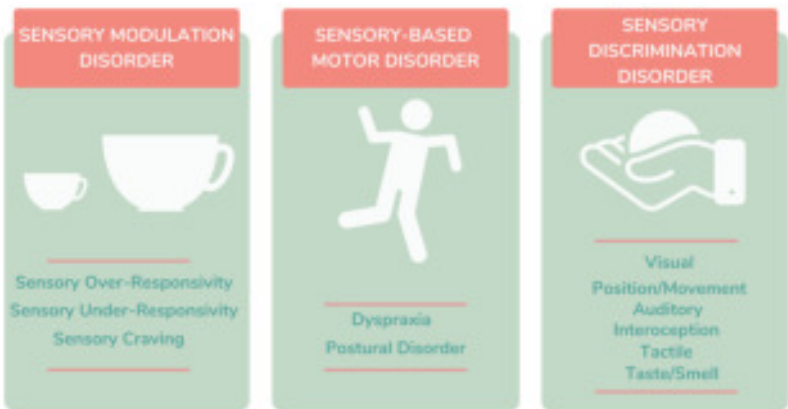 SENSORY MODULATION
DISORDER
Sensory Over-Responsivity
Sensory Under-Responsivity
Sensory Craving
SENSORY-BASED
MOTOR DISORDER
Dyspraxia
Postural Disorder
SENSORY
DISCRIMINATION
DISORDER
Visual
Position/Movement
Auditory
Interoception
Tactile
Taste/Smell